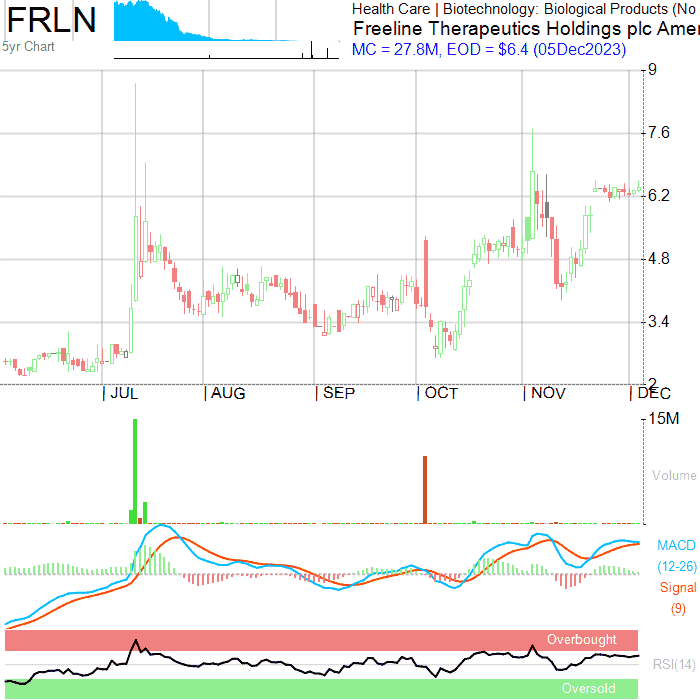 FRLN
5yr Chart
Health Care | Biotechnology: Biological Products (No
Freeline Therapeutics Holdings plc Amer
MC = 27.8M, EOD = $6.4 (05Dec2023)
9
7.6
6.2
4.8
3.4
2
JUL AUG SEP OCT NOV DEC
15M
Volume
MACD
(12-26)
Signal
(9)
Overbought
RSI(14)
Oversold